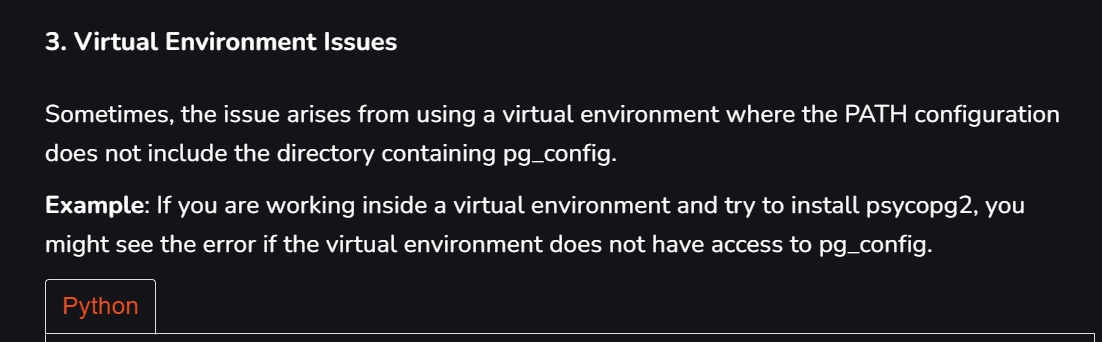 3. Virtual Environment Issues
Sometimes, the issue arises from using a virtual environment where the PATH configuration
does not include the directory containing pg_config.
Example: If you are working inside a virtual environment and try to install psycopg2, you
might see the error if the virtual environment does not have access to pg_config.
Python